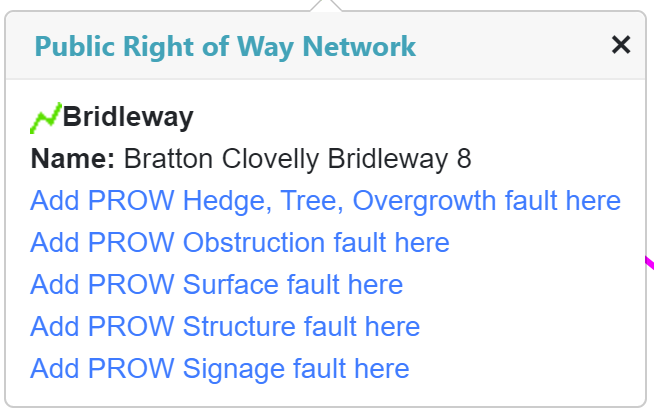 Public Right of Way Network ×
Bridleway
Name: Bratton Clovelly Bridleway 8
Add PROW Hedge, Tree, Overgrowth fault here
Add PROW Obstruction fault here
Add PROW Surface fault here
Add PROW Structure fault here
Add PROW Signage fault here